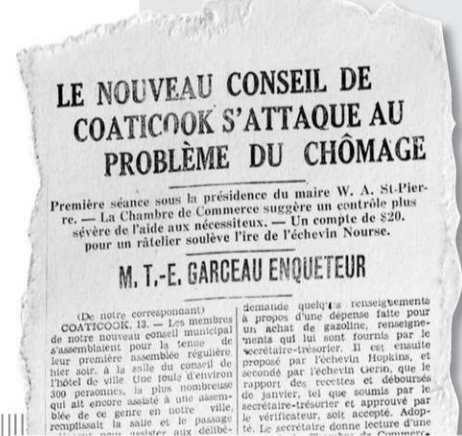 LE NOUVEAU CONSEIL DE
COATICOOK S'ATTAQUE AU
PROBLÈME DU CHÔMAGE
Première séance sous la présidence du maire W. A. St-Pier-
re. — La Chambre de Commerce suggère un contrôle plus
sévère de l'aide aux nécessiteux. — Un compte de $20.
pour un râtelier soulève l'ire de l'échevin Nourse.
M. T.-E. GARCEAU ENQUETEUR
(De notre correspondant)
COATICOOK, 13. — Les membres
de notre nouveau conseil municipal
s'assemblaient pour la tenue de
leur première assemblée régulière,
hier soir, à la salle du conseil de
l'hôtel de ville. Une foule d'environ
300 personnes, la plus nombreuse
qui ait encore assisté à une assem-
blée de ce genre en notre ville,
remplissait la salle et le passage
pour assister aux délibé-
demande quelques renseignements
à propos d'une dépense faite pour
un achat de gazoline, renseigne-
ments qui lui sont fournis par le
secrétaire-trésorier. Il est ensuite
proposé par l'échevin Hopkins, et
secondé par l'échevin Gérin, que le
rapport des recettes et déboursés
de janvier, tel que soumis par le
secrétaire-trésorier et approuvé par
le vérificateur, soit accepté. Adop-
té. Le secrétaire donne lecture d'une
de Commer-